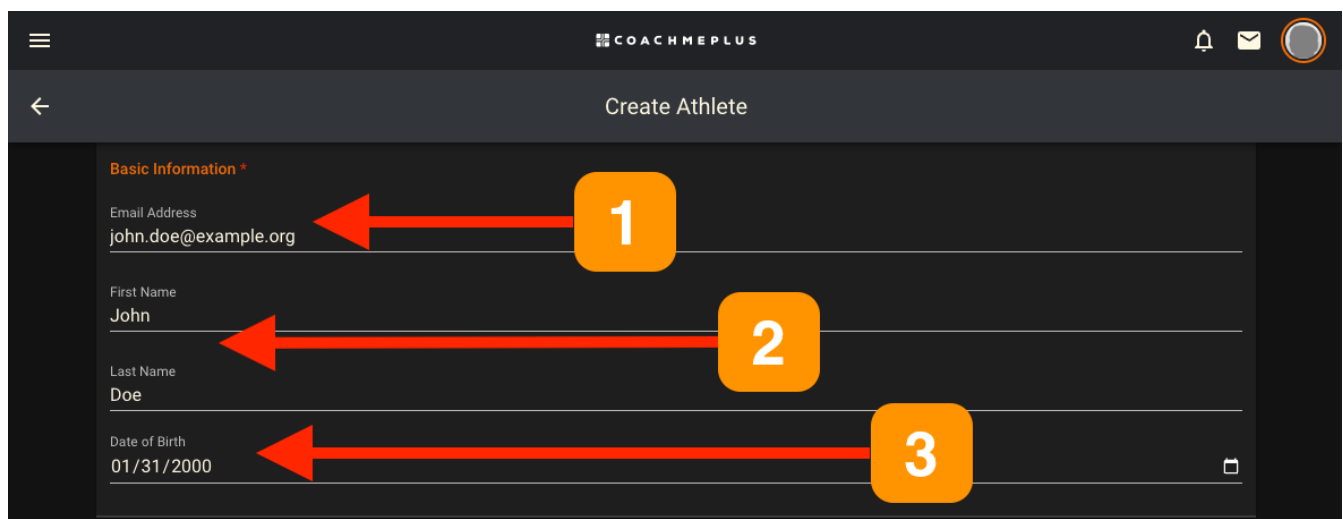 COACHMEPLUS
Create Athlete
Basic Information *
Email Address
john.doe@example.org
1
First Name
John
2
Last Name
Doe
Date of Birth
01/31/2000
3